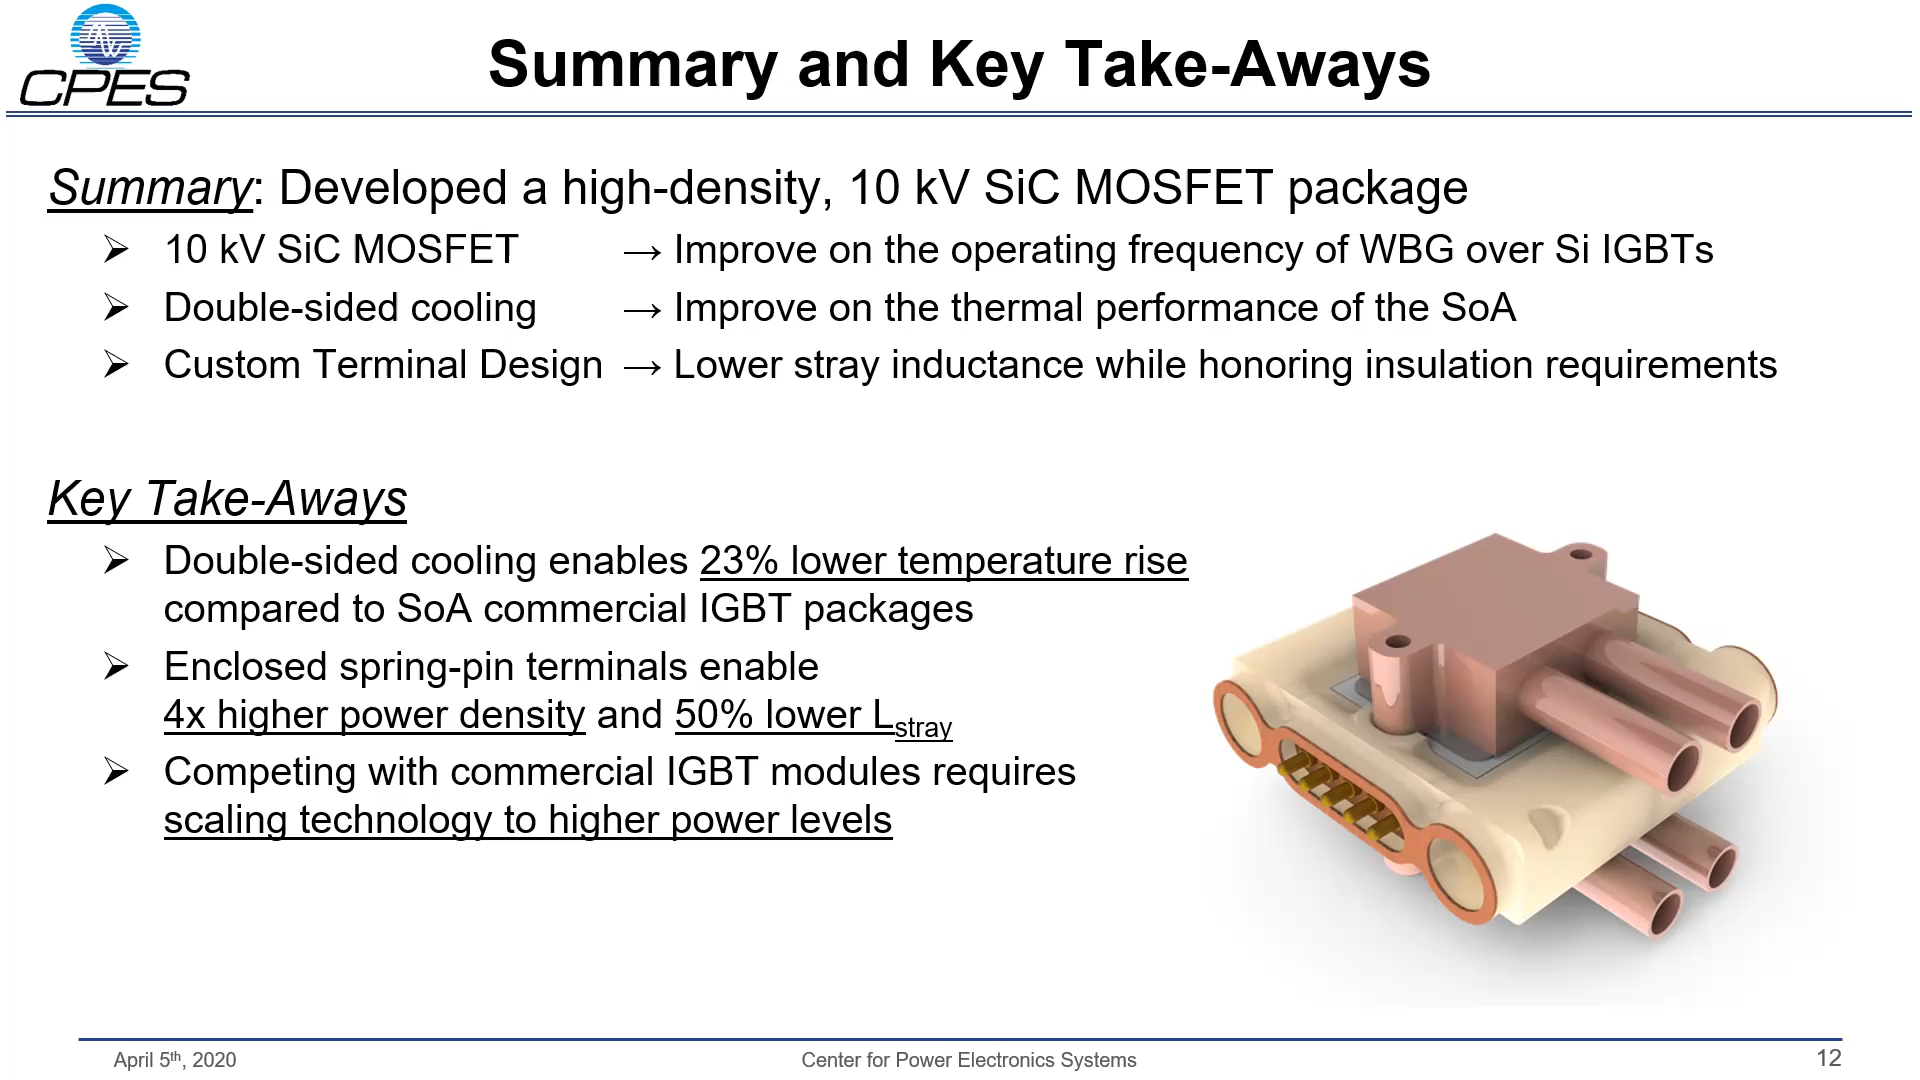 CPES
Summary and Key Take-Aways
Summary: Developed a high-density, 10 kV SiC MOSFET package
➢ 10 kV SiC MOSFET → Improve on the operating frequency of WBG over Si IGBTs
➢ Double-sided cooling → Improve on the thermal performance of the SoA
➢ Custom Terminal Design → Lower stray inductance while honoring insulation requirements
Key Take-Aways
➢ Double-sided cooling enables 23% lower temperature rise
compared to SoA commercial IGBT packages
➢ Enclosed spring-pin terminals enable
4x higher power density and 50% lower Lstray
➢ Competing with commercial IGBT modules requires
scaling technology to higher power levels
April 5th, 2020
Center for Power Electronics Systems
12